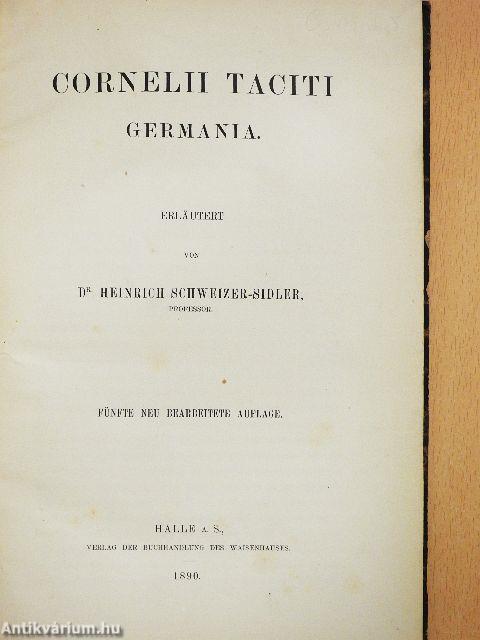 CORNELII TACITI
GERMANIA.
ERLÄUTERT
VON
DR. HEINRICH SCHWEIZER-SIDLER,
PROFESSOR.
FÜNFTE NEU BEARBEITETE AUFLAGE.
HALLE A. S.,
VERLAG DER BUCHHANDLUNG DES WAISENHAUSES.
1890.
Antikvárium.hu